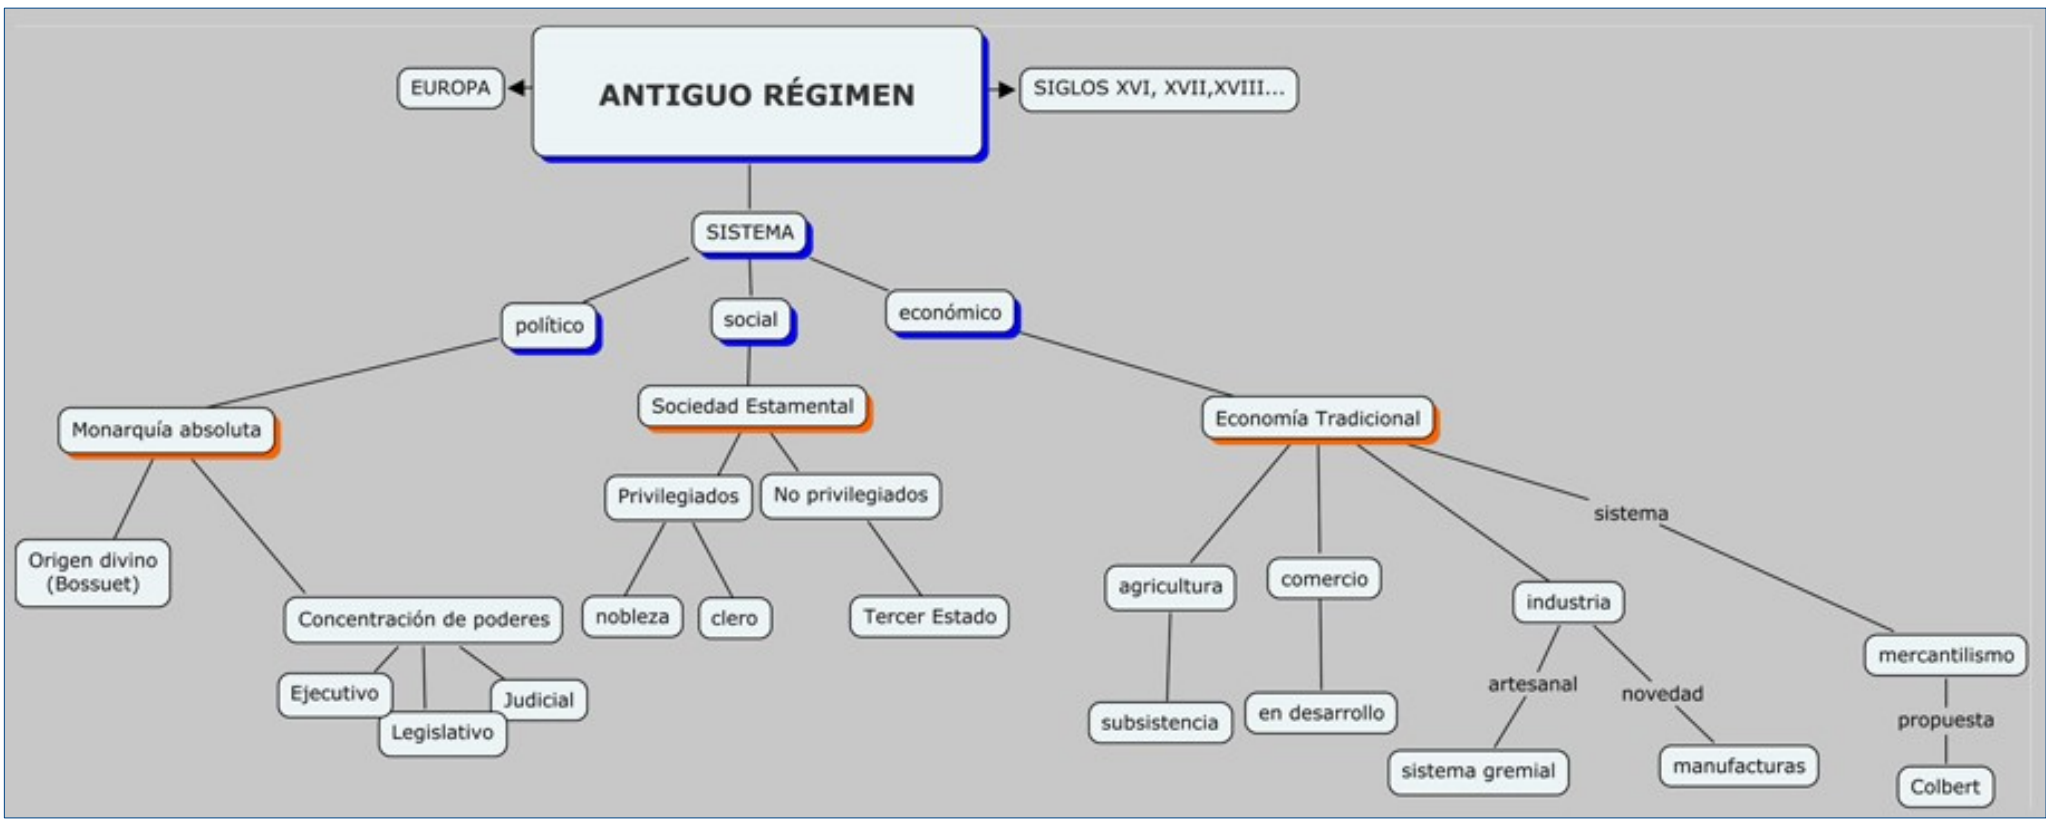 ANTIGUO RÉGIMEN
EUROPA
SIGLOS XVI, XVII,XVIII...
SISTEMA
político
social
económico
Monarquía absoluta
Sociedad Estamental
Economía Tradicional
Origen divino
(Bossuet)
Concentración de poderes
Ejecutivo
Legislativo
Judicial
Privilegiados
No privilegiados
nobleza
clero
Tercer Estado
agricultura
subsistencia
comercio
en desarrollo
industria
artesanal
sistema gremial
novedad
manufacturas
sistema
mercantilismo
propuesta
Colbert